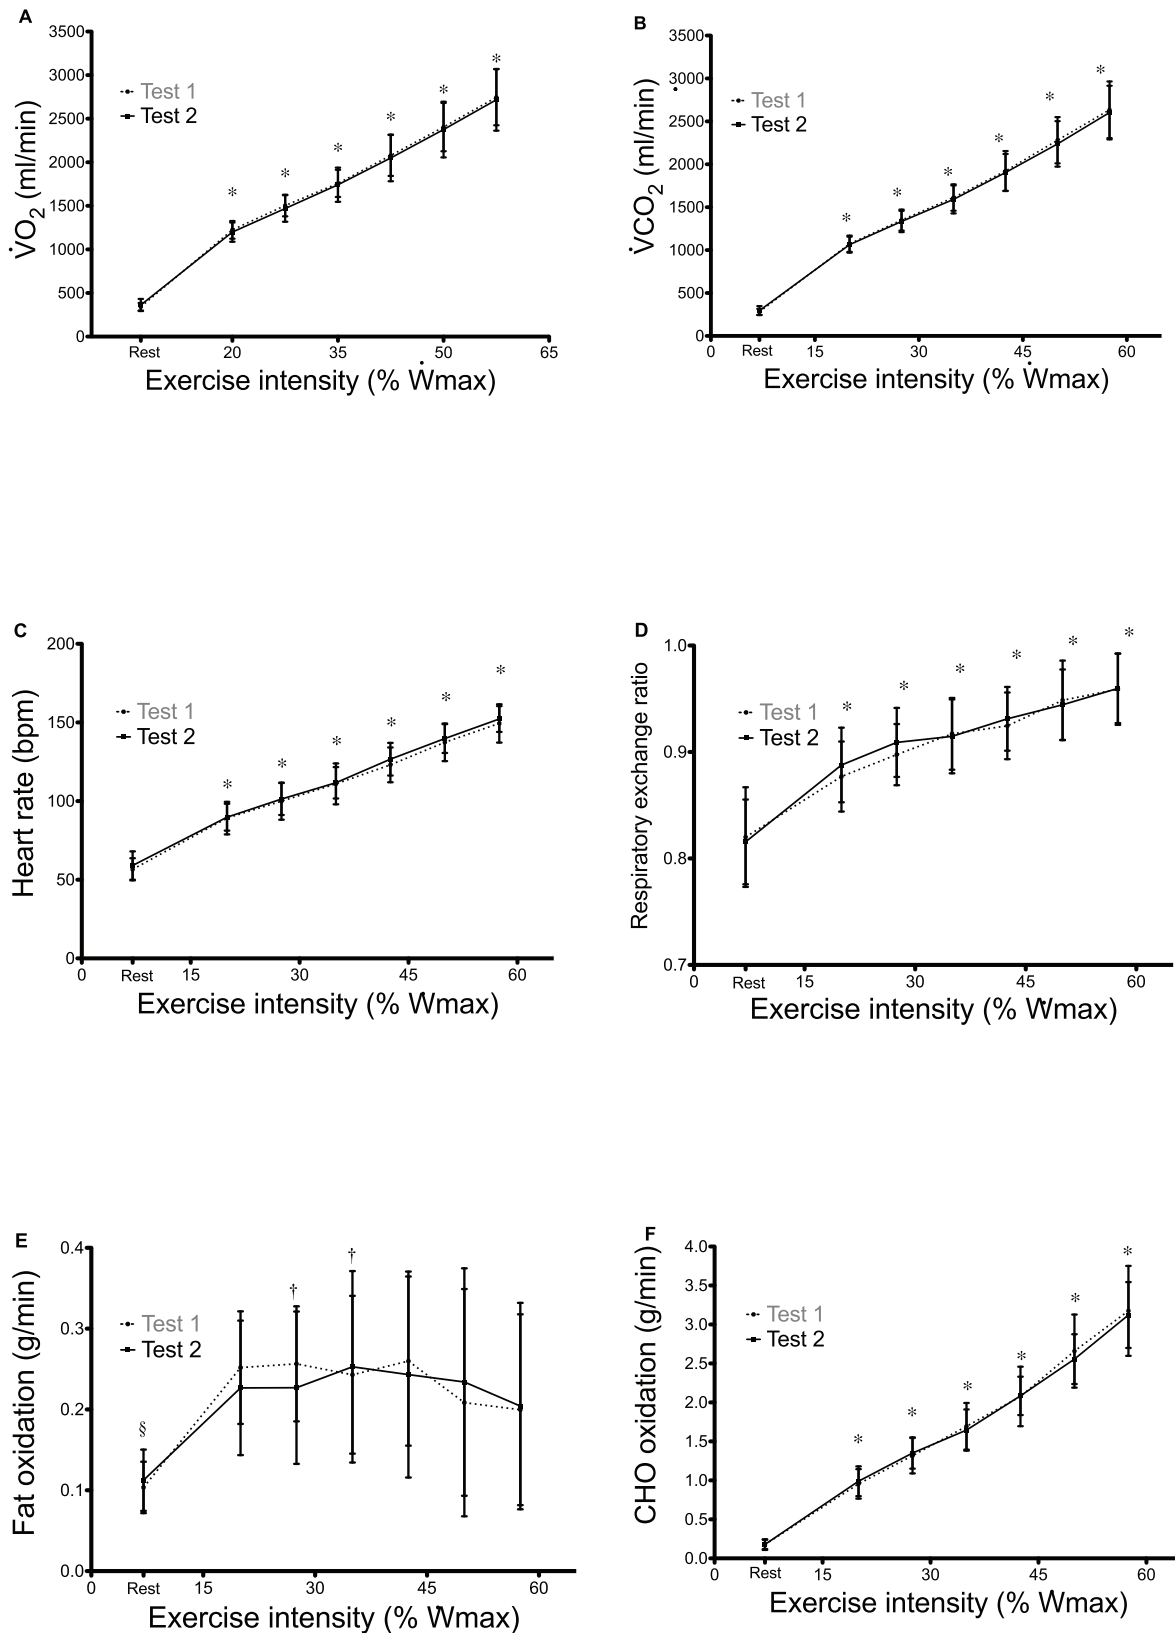 A
V̇O2 (ml/min)
3500
3000
2500
2000
1500
1000
500
0
Test 1
Test 2
* * * * * *
Rest 20 35 50 65
Exercise intensity (% Ẇmax)
B
V̇CO2 (ml/min)
3500
3000
2500
2000
1500
1000
500
0
Test 1
Test 2
* * * * * *
0 Rest 15 30 45 60
Exercise intensity (% Ẇmax)
C
Heart rate (bpm)
200
150
100
50
0
Test 1
Test 2
* * * * * *
0 Rest 15 30 45 60
Exercise intensity (% Ẇmax)
D
Respiratory exchange ratio
1.0
0.9
0.8
0.7
Test 1
Test 2
* * * * * *
0 Rest 15 30 45 60
Exercise intensity (% Ẇmax)
E
Fat oxidation (g/min)
0.4
0.3
0.2
0.1
0.0
Test 1
Test 2
§ † †
0 Rest 15 30 45 60
Exercise intensity (% Ẇmax)
F
CHO oxidation (g/min)
4.0
3.5
3.0
2.5
2.0
1.5
1.0
0.5
0.0
Test 1
Test 2
* * * * * *
0 Rest 15 30 45 60
Exercise intensity (% Ẇmax)